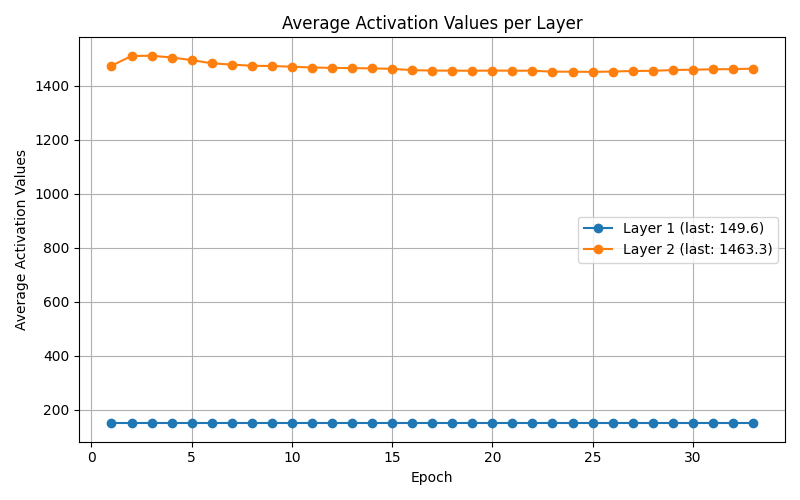 Average Activation Values per Layer
Average Activation Values
1400
1200
1000
800
600
400
200
Layer 1 (last: 149.6)
Layer 2 (last: 1463.3)
0 5 10 15 20 25 30
Epoch